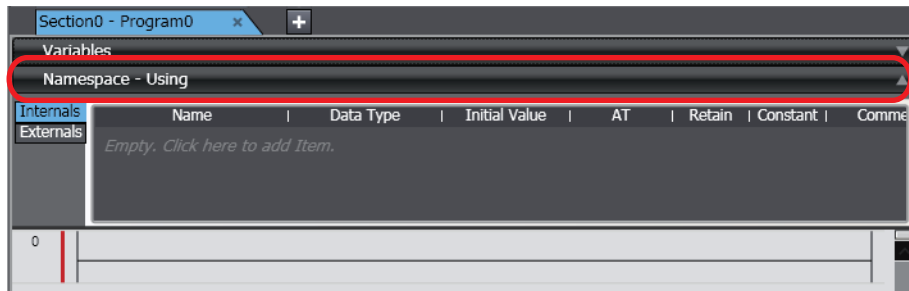 Section0 - Program0 × +
Variables
Namespace - Using
Internals Name | Data Type | Initial Value | AT | Retain | Constant | Comme
Externals
Empty. Click here to add Item.
0